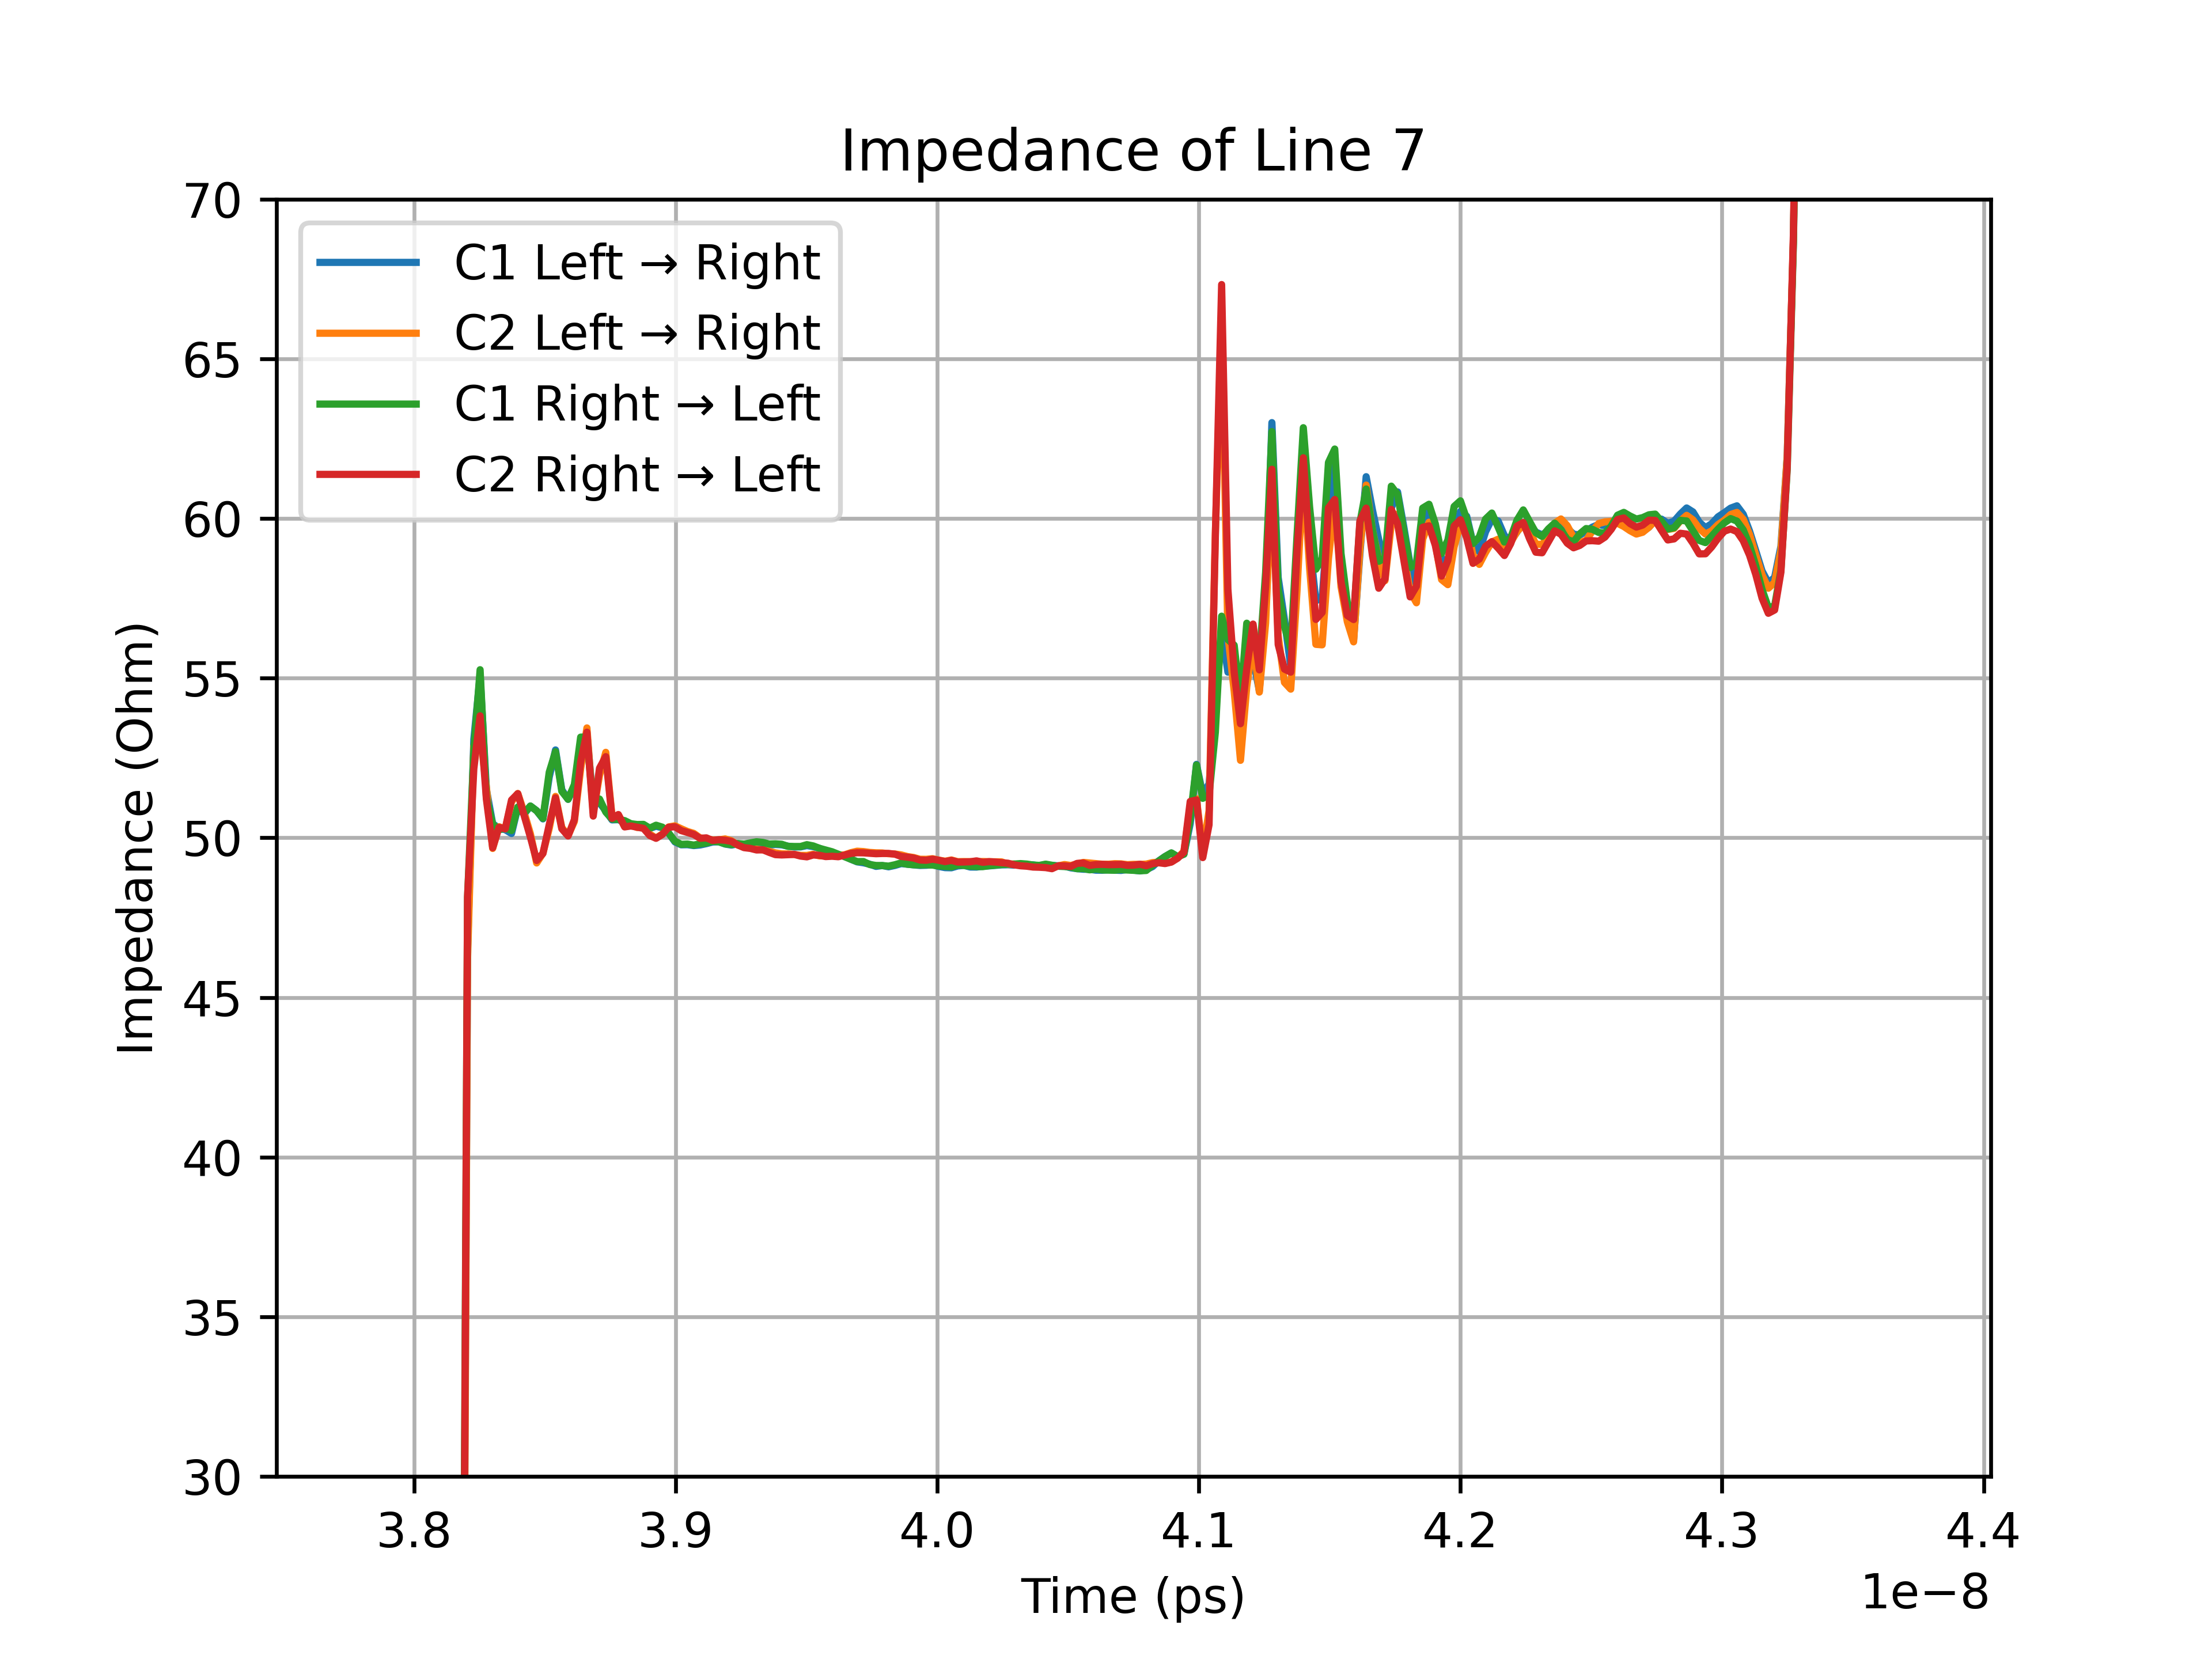 Impedance of Line 7
C1 Left → Right
C2 Left → Right
C1 Right → Left
C2 Right → Left
70
65
60
55
50
45
40
35
30
Impedance (Ohm)
3.8 3.9 4.0 4.1 4.2 4.3 4.4
Time (ps)
1e−8